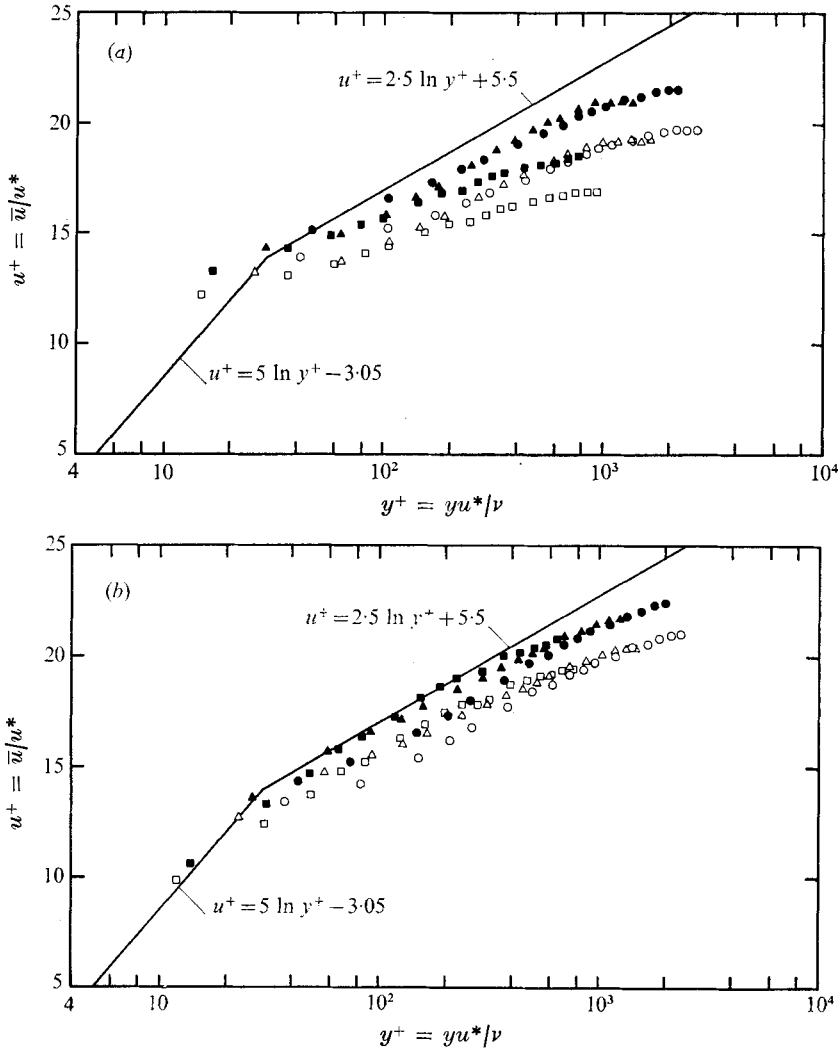 25
(a)
u⁺ = 2·5 ln y⁺ + 5·5
20
u⁺ = ū/u*
15
10
u⁺ = 5 ln y⁺ − 3·05
5
4 10 10² 10³ 10⁴
y⁺ = yu*/ν
25
(b)
u⁺ = 2·5 ln y⁺ + 5·5
20
u⁺ = ū/u*
15
10
u⁺ = 5 ln y⁺ − 3·05
5
4 10 10² 10³ 10⁴
y⁺ = yu*/ν